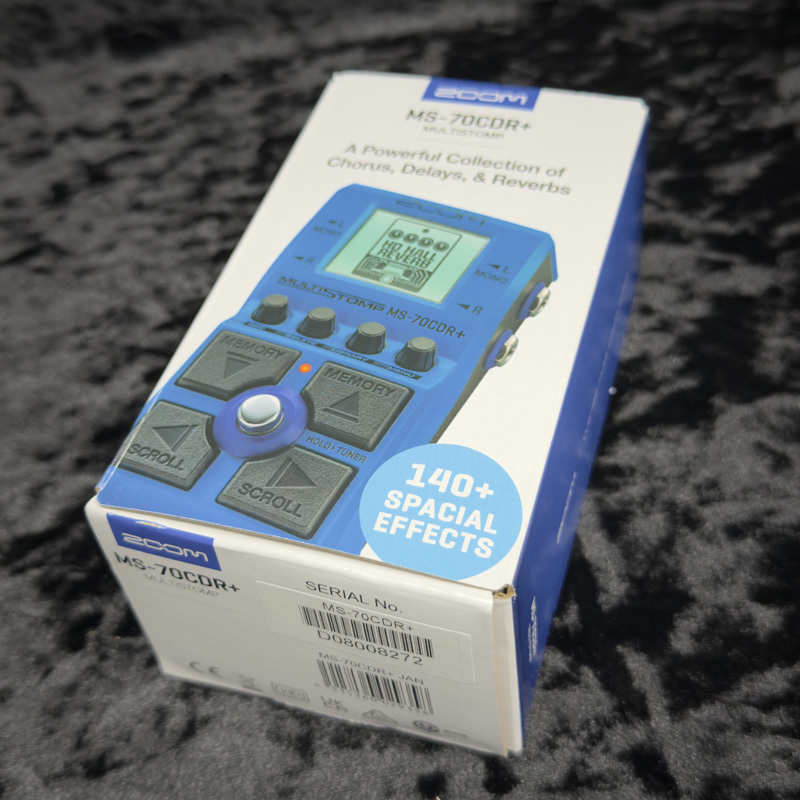 ZOOM
MS-70CDR+
MULTISTOMP
A Powerful Collection of
Chorus, Delays, & Reverbs
ZOOM
L
MONO
R
HD HALL
REVERB
L
MONO
R
MULTISTOMP MS-70CDR+
MEMORY
MEMORY
SCROLL
HOLD▸TUNER
SCROLL
140+
SPACIAL
EFFECTS
ZOOM
MS-70CDR+
MULTISTOMP
SERIAL No.
MS-70CDR+
D08008272
MS-70CDR+ JAN
CE